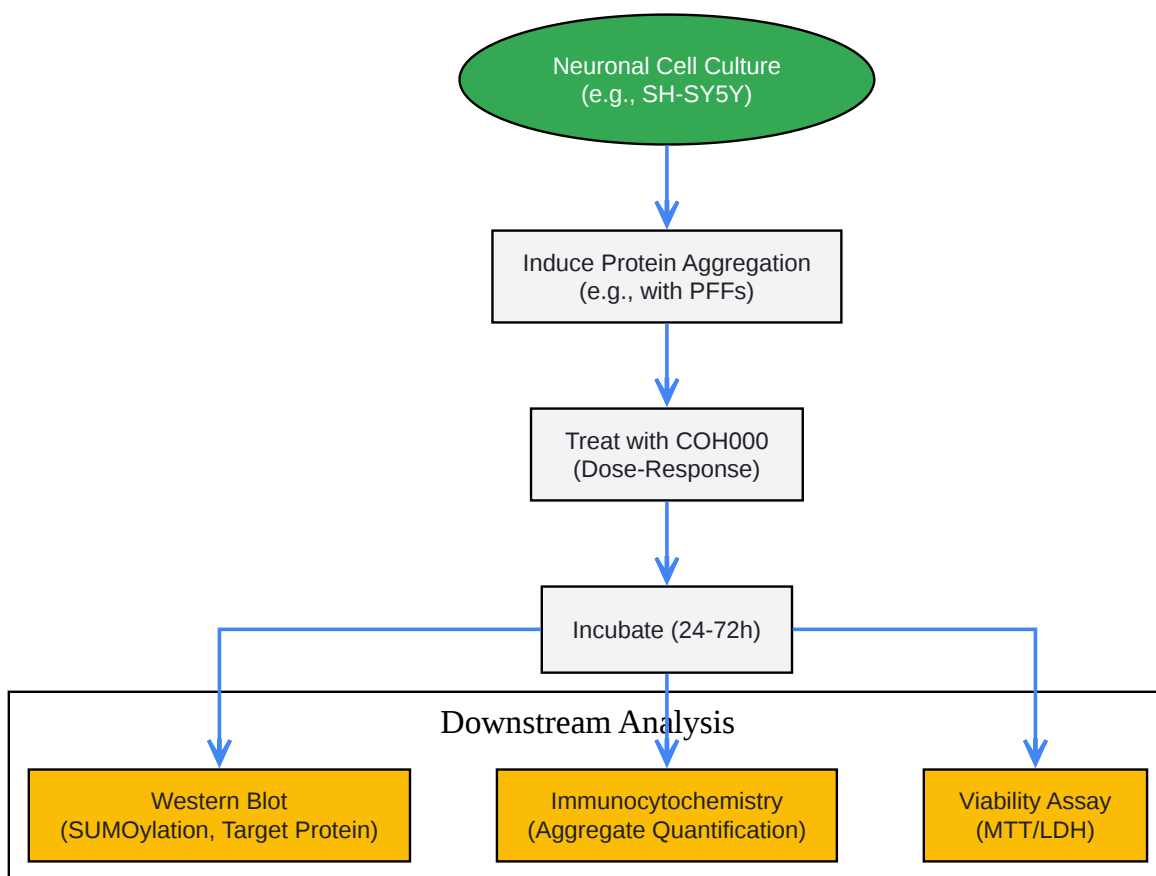 Neuronal Cell Culture
(e.g., SH-SY5Y)
Induce Protein Aggregation
(e.g., with PFFs)
Treat with COH000
(Dose-Response)
Incubate (24-72h)
Downstream Analysis
Western Blot
(SUMOylation, Target Protein)
Immunocytochemistry
(Aggregate Quantification)
Viability Assay
(MTT/LDH)